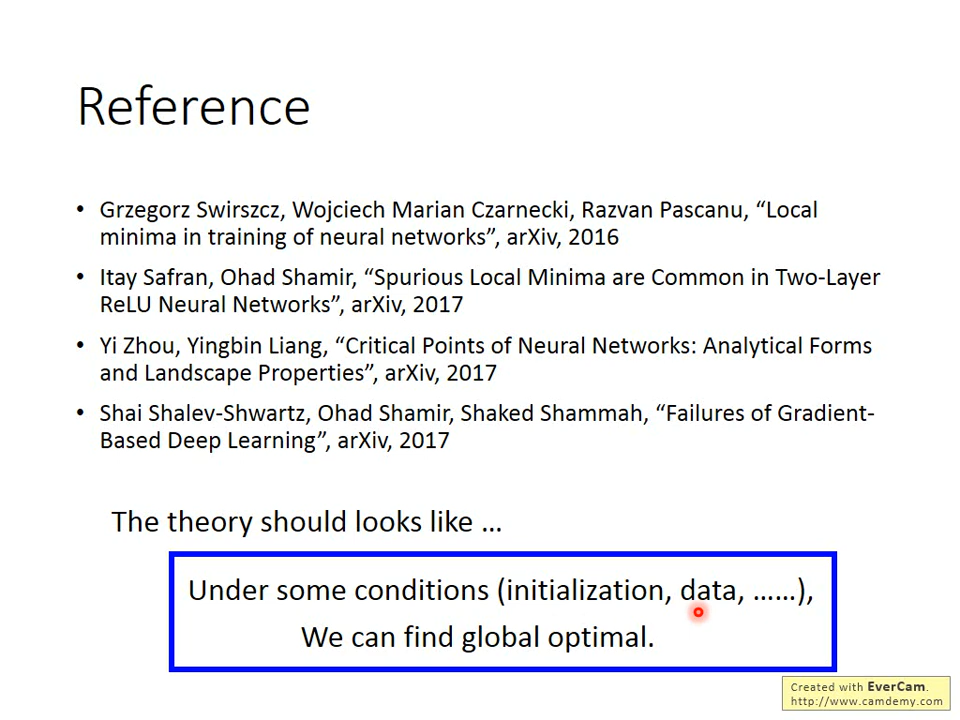 Reference
• Grzegorz Swirszcz, Wojciech Marian Czarnecki, Razvan Pascanu, “Local
minima in training of neural networks”, arXiv, 2016
• Itay Safran, Ohad Shamir, “Spurious Local Minima are Common in Two-Layer
ReLU Neural Networks”, arXiv, 2017
• Yi Zhou, Yingbin Liang, “Critical Points of Neural Networks: Analytical Forms
and Landscape Properties”, arXiv, 2017
• Shai Shalev-Shwartz, Ohad Shamir, Shaked Shammah, “Failures of Gradient-
Based Deep Learning”, arXiv, 2017
The theory should looks like …
Under some conditions (initialization, data, ……),
We can find global optimal.
Created with EverCam.
http://www.camdemy.com